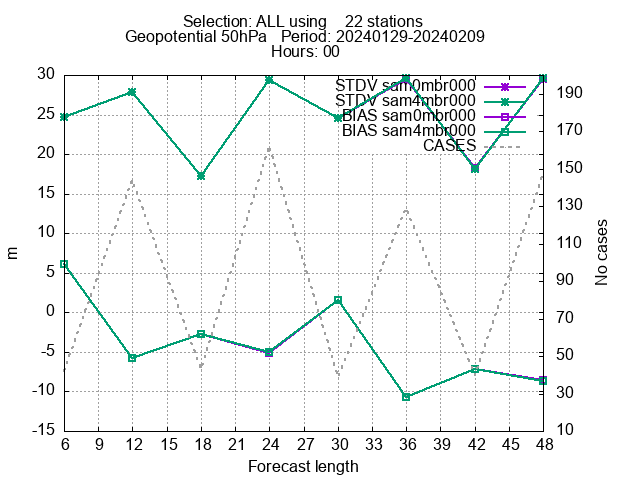 Selection: ALL using    22 stations
Geopotential 50hPa   Period: 20240129-20240209
Hours: 00
STDV sam0mbr000
STDV sam4mbr000
BIAS sam0mbr000
BIAS sam4mbr000
CASES
30
25
20
15
10
5
0
-5
-10
-15
m
190
170
150
130
110
90
70
50
30
10
No cases
6 9 12 15 18 21 24 27 30 33 36 39 42 45 48
Forecast length